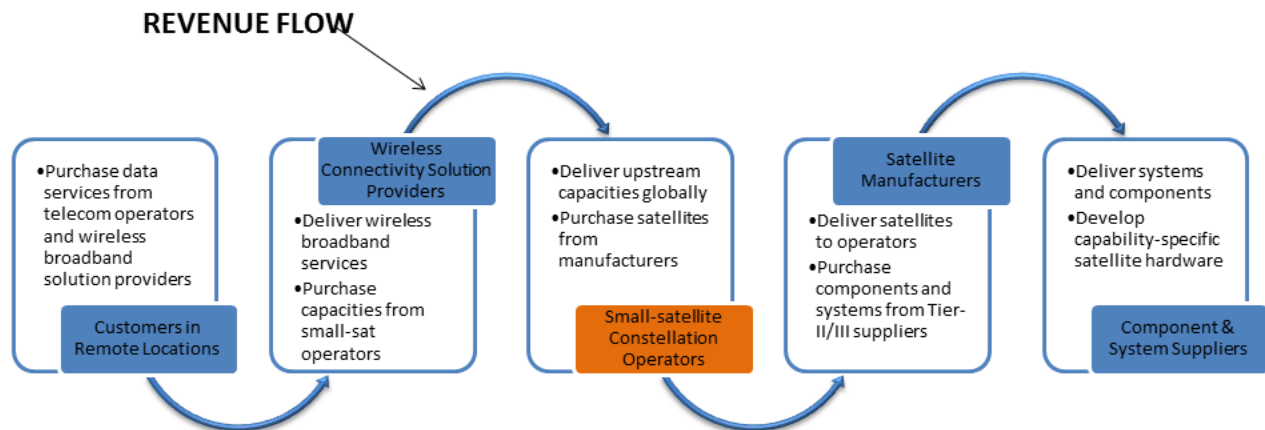 REVENUE FLOW
•Purchase data
services from
telecom operators
and wireless
broadband
solution providers
Customers in
Remote Locations
Wireless
Connectivity Solution
Providers
•Deliver wireless
broadband
services
•Purchase
capacities from
small-sat
operators
•Deliver upstream
capacities globally
•Purchase satellites
from
manufacturers
Small-satellite
Constellation
Operators
Satellite
Manufacturers
•Deliver satellites
to operators
•Purchase
components and
systems from Tier-
II/III suppliers
•Deliver systems
and components
•Develop
capability-specific
satellite hardware
Component &
System Suppliers